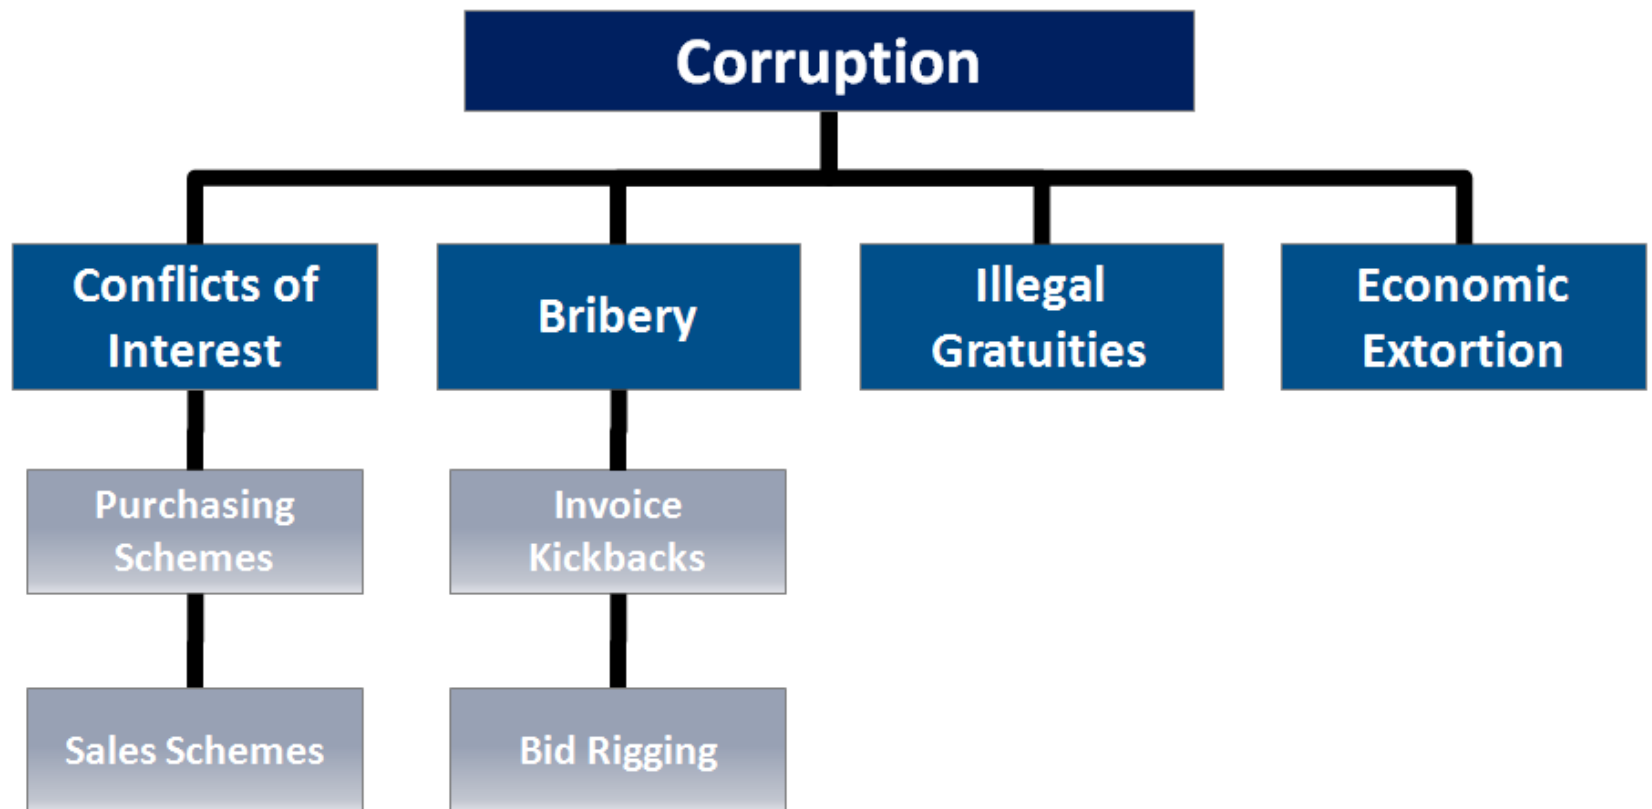 Corruption
Conflicts of
Interest
Bribery
Illegal
Gratuities
Economic
Extortion
Purchasing
Schemes
Invoice
Kickbacks
Sales Schemes
Bid Rigging